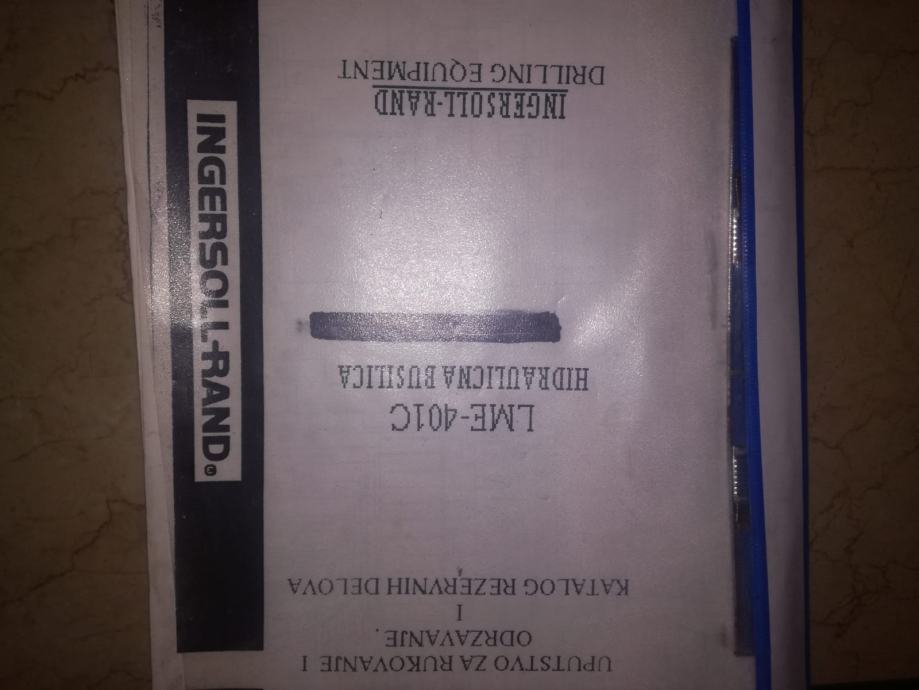 UPUTSTVO ZA RUKOVANJE I
ODRZAVANJE.
I
KATALOG REZERVNIH DELOVA
LME-401C
HIDRAULICNA BUSILICA
INGERSOLL-RAND
DRILLING EQUIPMENT
INGERSOLL-RAND®